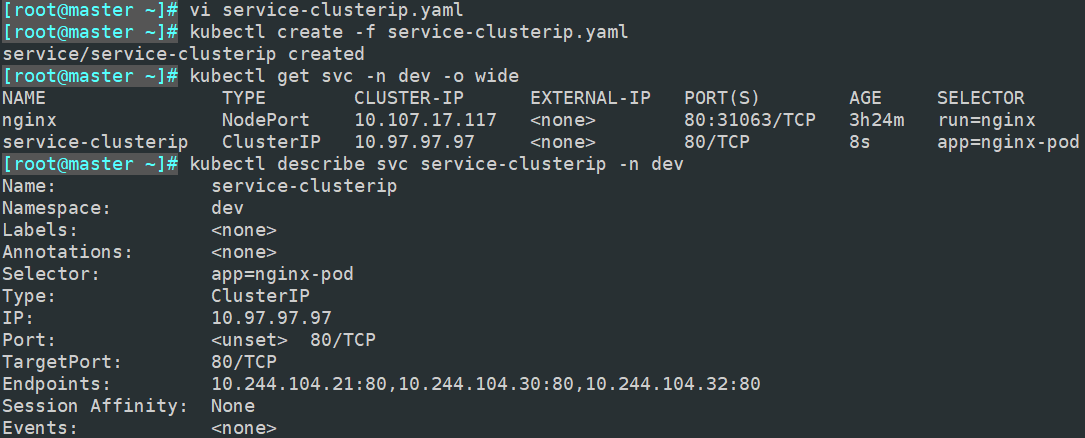 [root@master ~]# vi service-clusterip.yaml
[root@master ~]# kubectl create -f service-clusterip.yaml
service/service-clusterip created
[root@master ~]# kubectl get svc -n dev -o wide
NAME                TYPE        CLUSTER-IP      EXTERNAL-IP   PORT(S)        AGE     SELECTOR
nginx               NodePort    10.107.17.117   <none>        80:31063/TCP   3h24m   run=nginx
service-clusterip   ClusterIP   10.97.97.97     <none>        80/TCP         8s      app=nginx-pod
[root@master ~]# kubectl describe svc service-clusterip -n dev
Name:              service-clusterip
Namespace:         dev
Labels:            <none>
Annotations:       <none>
Selector:          app=nginx-pod
Type:              ClusterIP
IP:                10.97.97.97
Port:              <unset>  80/TCP
TargetPort:        80/TCP
Endpoints:         10.244.104.21:80,10.244.104.30:80,10.244.104.32:80
Session Affinity:  None
Events:            <none>